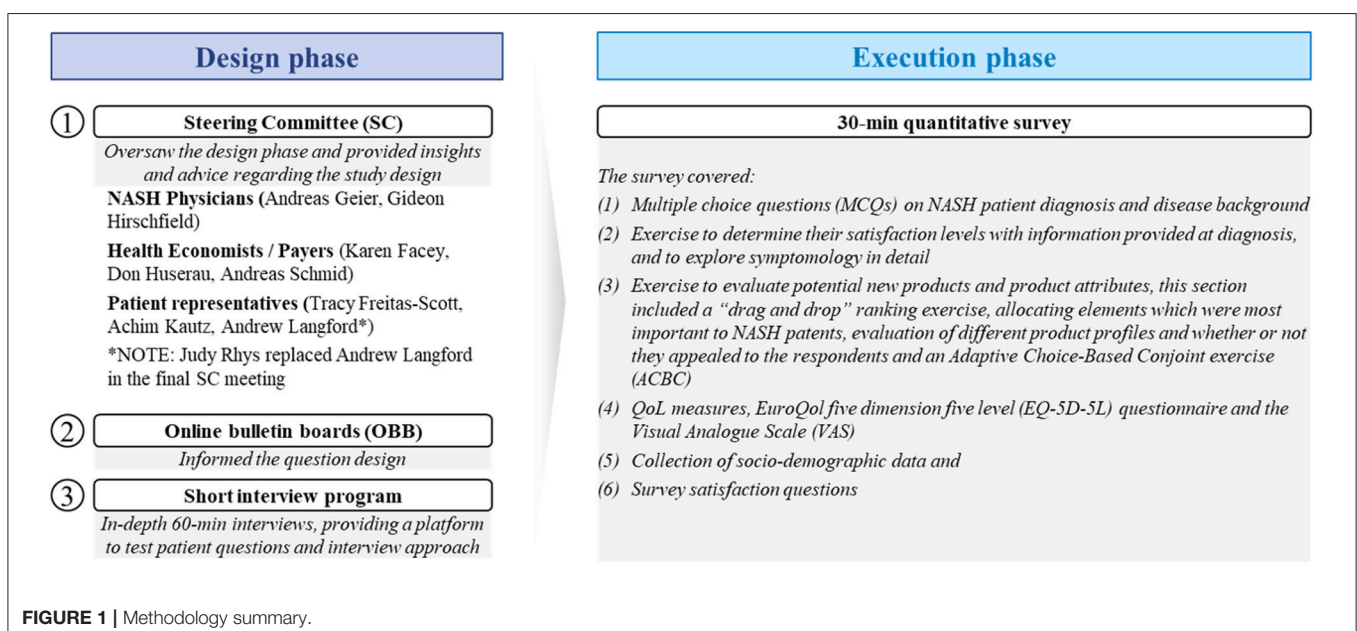 Design phase
① Steering Committee (SC)
Oversaw the design phase and provided insights
and advice regarding the study design
NASH Physicians (Andreas Geier, Gideon
Hirschfield)
Health Economists / Payers (Karen Facey,
Don Huserau, Andreas Schmid)
Patient representatives (Tracy Freitas-Scott,
Achim Kautz, Andrew Langford*)
*NOTE: Judy Rhys replaced Andrew Langford
in the final SC meeting
② Online bulletin boards (OBB)
Informed the question design
③ Short interview program
In-depth 60-min interviews, providing a platform
to test patient questions and interview approach
Execution phase
30-min quantitative survey
The survey covered:
(1) Multiple choice questions (MCQs) on NASH patient diagnosis and disease background
(2) Exercise to determine their satisfaction levels with information provided at diagnosis,
and to explore symptomology in detail
(3) Exercise to evaluate potential new products and product attributes, this section
included a “drag and drop” ranking exercise, allocating elements which were most
important to NASH patents, evaluation of different product profiles and whether or not
they appealed to the respondents and an Adaptive Choice-Based Conjoint exercise
(ACBC)
(4) QoL measures, EuroQol five dimension five level (EQ-5D-5L) questionnaire and the
Visual Analogue Scale (VAS)
(5) Collection of socio-demographic data and
(6) Survey satisfaction questions
FIGURE 1 | Methodology summary.